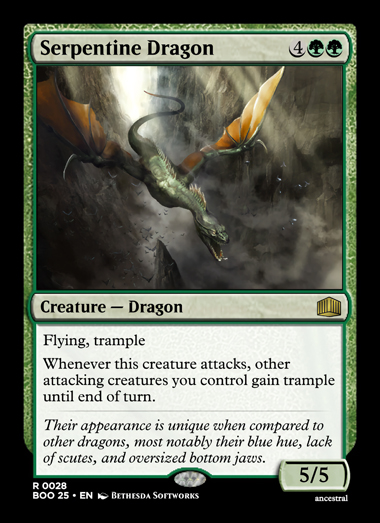 Serpentine Dragon 4
Creature — Dragon
Flying, trample
Whenever this creature attacks, other
attacking creatures you control gain trample
until end of turn.
Their appearance is unique when compared to
other dragons, most notably their blue hue, lack
of scutes, and oversized bottom jaws.
5/5
R 0028
BOO 25 • EN Bethesda Softworks
ancestral